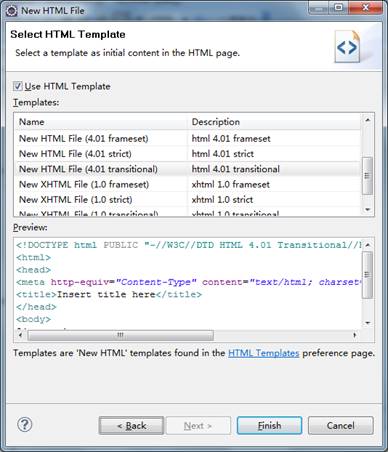 New HTML File
Select HTML Template
Select a template as initial content in the HTML page.
Use HTML Template
Templates:
Name Description
New HTML File (4.01 frameset) html 4.01 frameset
New HTML File (4.01 strict) html 4.01 strict
New HTML File (4.01 transitional) html 4.01 transitional
New XHTML File (1.0 frameset) xhtml 1.0 frameset
New XHTML File (1.0 strict) xhtml 1.0 strict
New XHTML File (1.0 transitional) xhtml 1.0 transitional
Preview:
<!DOCTYPE html PUBLIC "-//W3C//DTD HTML 4.01 Transitional//
<html>
<head>
<meta http-equiv="Content-Type" content="text/html; charset=
<title>Insert title here</title>
</head>
<body>
Templates are 'New HTML' templates found in the HTML Templates preference page.
< Back Next > Finish Cancel